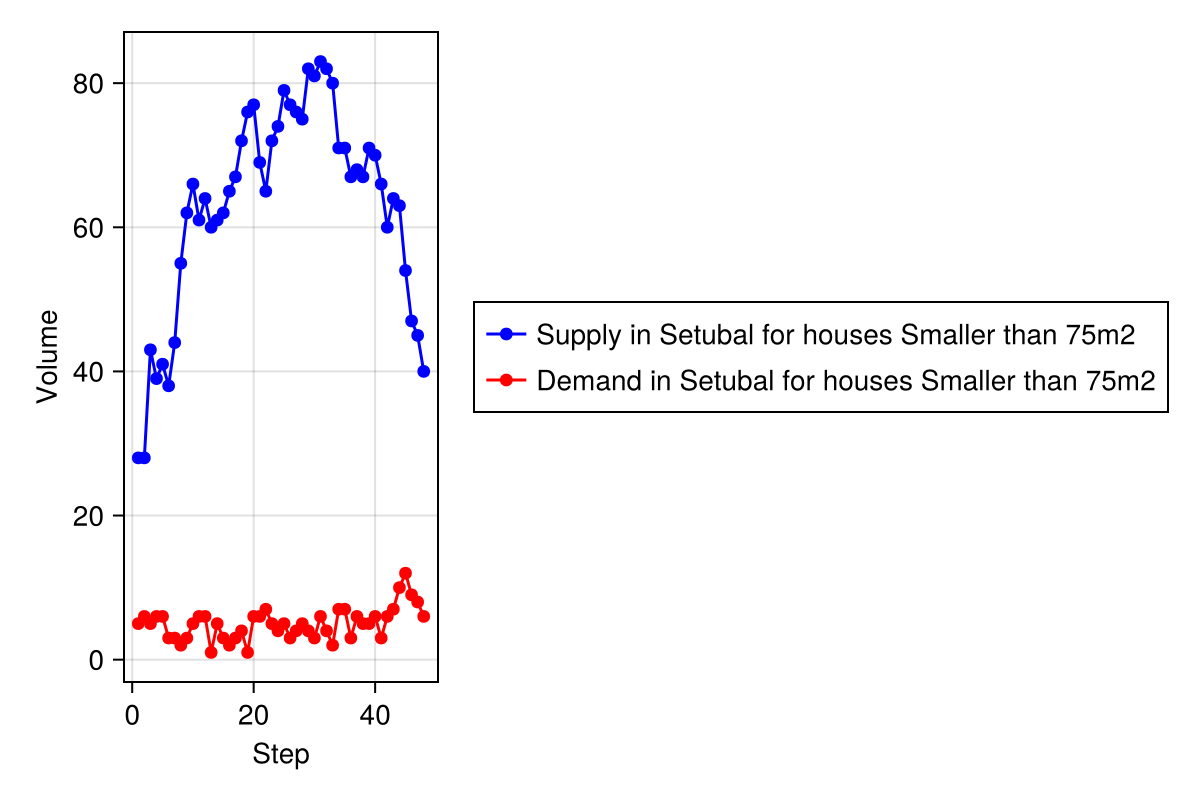 80
60
40
20
0
Volume
0 20 40
Step
Supply in Setubal for houses Smaller than 75m2
Demand in Setubal for houses Smaller than 75m2